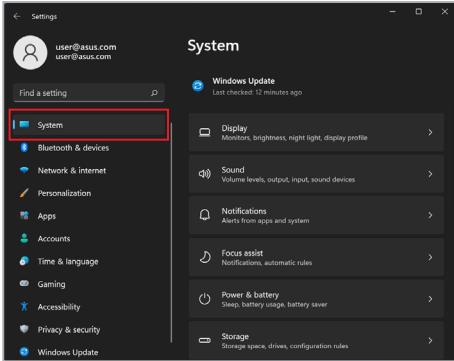 Settings
user@asus.com
user@asus.com
Find a setting
System
Bluetooth & devices
Network & internet
Personalization
Apps
Accounts
Time & language
Gaming
Accessibility
Privacy & security
Windows Update
System
Windows Update
Last checked: 12 minutes ago
Display
Monitors, brightness, night light, display profile
Sound
Volume levels, output, input, sound devices
Notifications
Alerts from apps and system
Focus assist
Notifications, automatic rules
Power & battery
Sleep, battery usage, battery saver
Storage
Storage space, drives, configuration rules